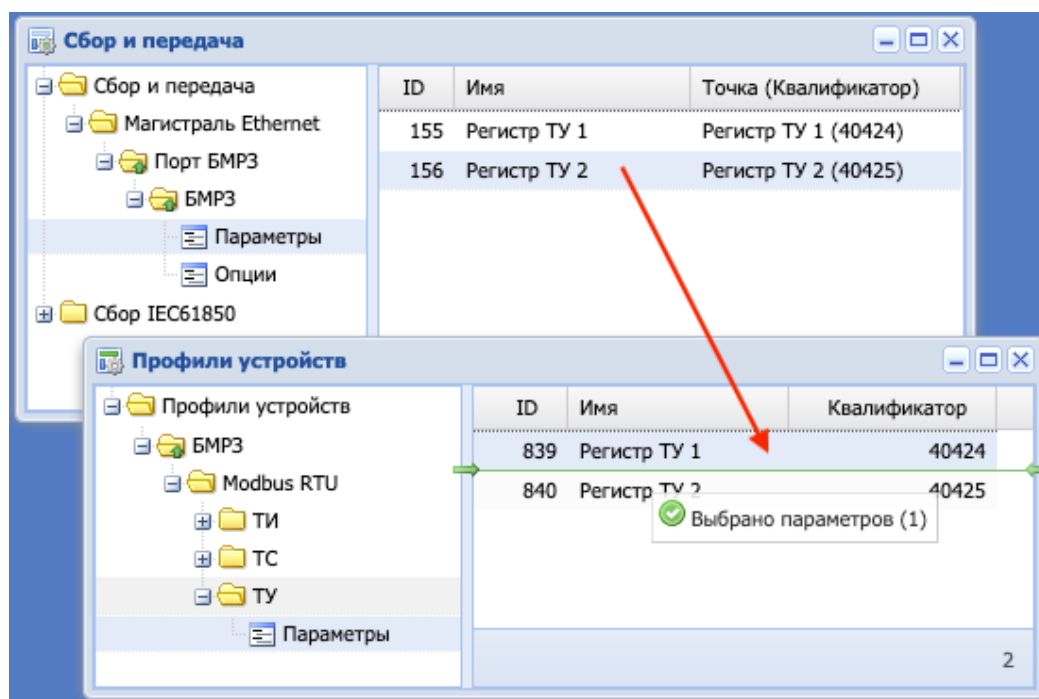 Сбор и передача
Сбор и передача
Магистраль Ethernet
Порт БМРЗ
БМРЗ
Параметры
Опции
Сбор IEC61850
ID Имя Точка (Квалификатор)
155 Регистр ТУ 1 Регистр ТУ 1 (40424)
156 Регистр ТУ 2 Регистр ТУ 2 (40425)
Профили устройств
Профили устройств
БМРЗ
Modbus RTU
ТИ
ТС
ТУ
Параметры
ID Имя Квалификатор
839 Регистр ТУ 1 40424
840 Регистр ТУ 2 40425
Выбрано параметров (1)
2